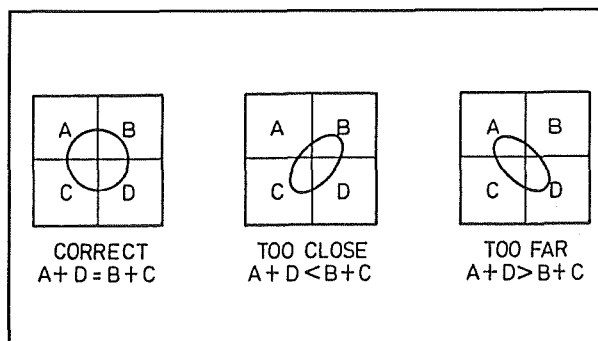 A B
C D
CORRECT
A+D=B+C
A B
C D
TOO CLOSE
A+D<B+C
A B
C D
TOO FAR
A+D>B+C